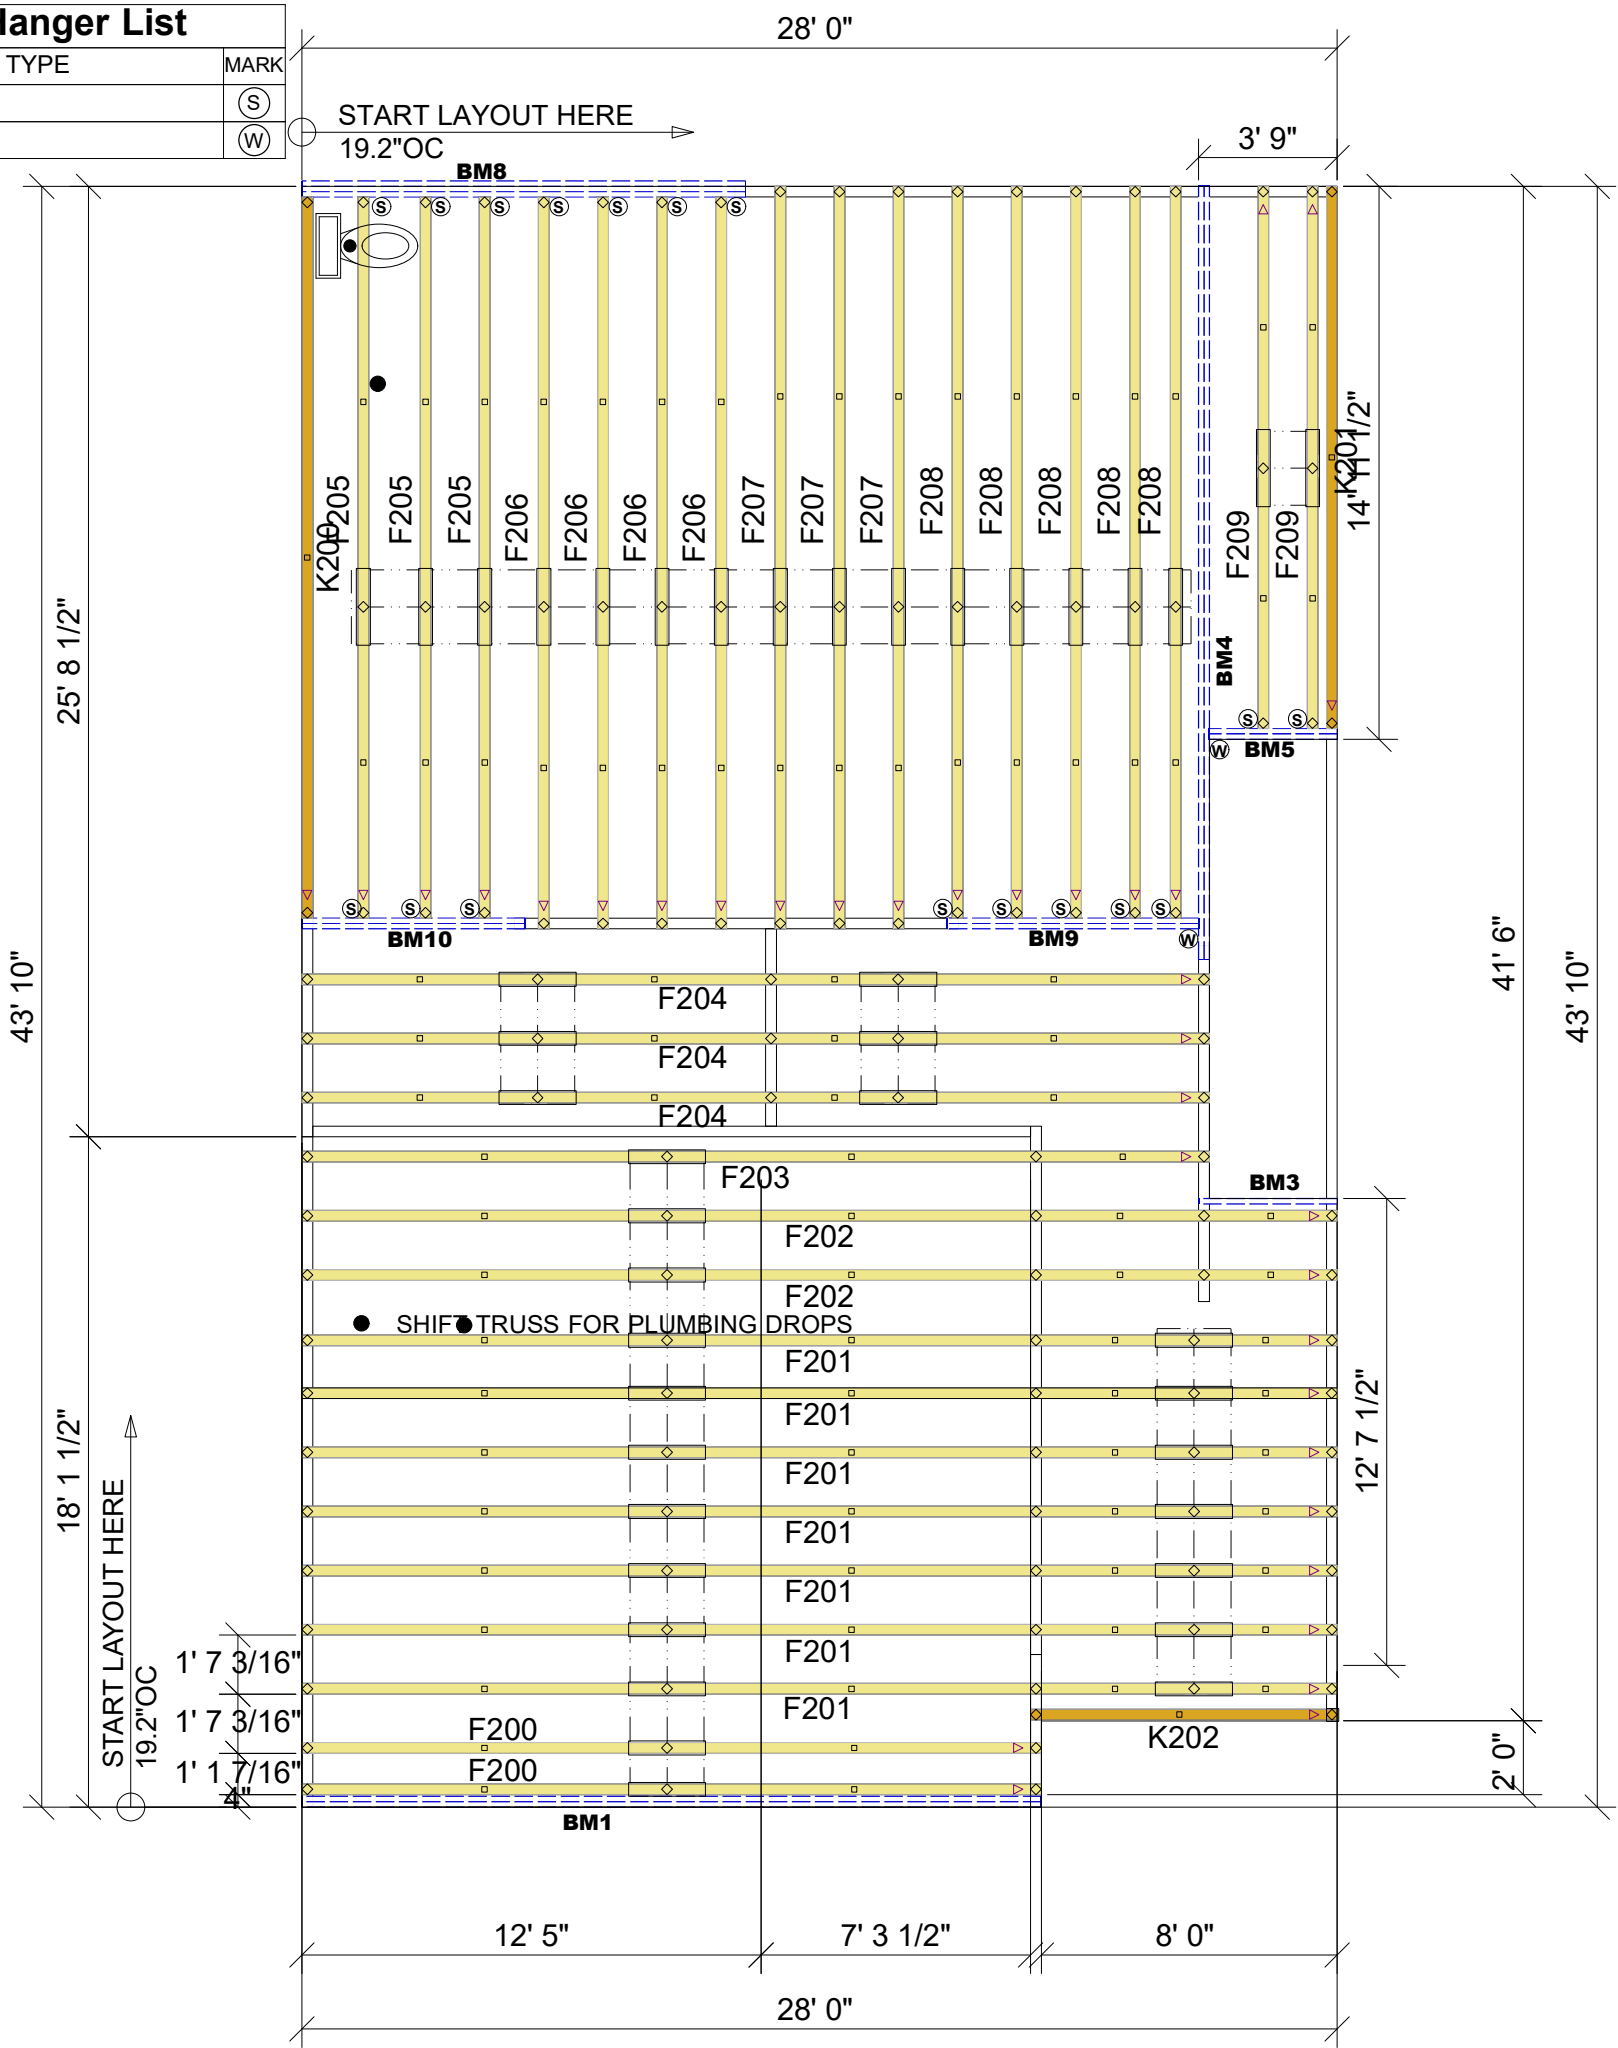 Hanger List
TYPE MARK
S
W
28' 0"
START LAYOUT HERE
19.2"OC
3' 9"
BM8
S S S S S S S
K200
F205
F205
F205
F206
F206
F206
F206
F207
F207
F207
F208
F208
F208
F208
F208
F209
F209
K201
14' 11 1/2"
25' 8 1/2"
BM4
S S
W
BM5
S S S S S S S S
BM10
BM9
W
43' 10"
41' 6"
43' 10"
F204
F204
F204
F203
BM3
F202
F202
SHIFT TRUSS FOR PLUMBING DROPS
F201
F201
F201
F201
F201
F201
F201
12' 7 1/2"
18' 1 1/2"
START LAYOUT HERE
19.2"OC
1' 7 3/16"
1' 7 3/16"
1' 1 7/16"
4"
F200
F200
K202
2' 0"
BM1
12' 5"
7' 3 1/2"
8' 0"
28' 0"